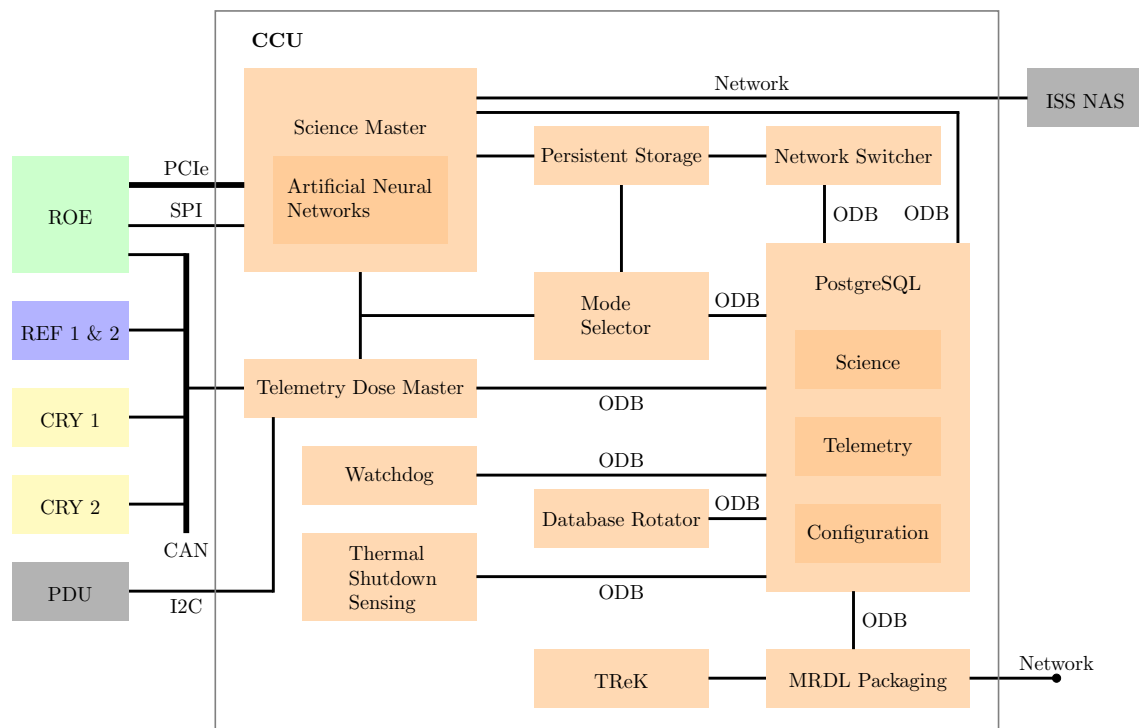 CCU
Network
ISS NAS
Science Master
Persistent Storage
Network Switcher
PCIe
Artificial Neural
Networks
SPI
ROE
ODB
ODB
PostgreSQL
Mode
Selector
ODB
REF 1 & 2
Science
Telemetry Dose Master
ODB
CRY 1
Telemetry
Watchdog
ODB
CRY 2
Database Rotator
ODB
Configuration
CAN
Thermal
Shutdown
Sensing
ODB
PDU
I2C
ODB
TReK
MRDL Packaging
Network